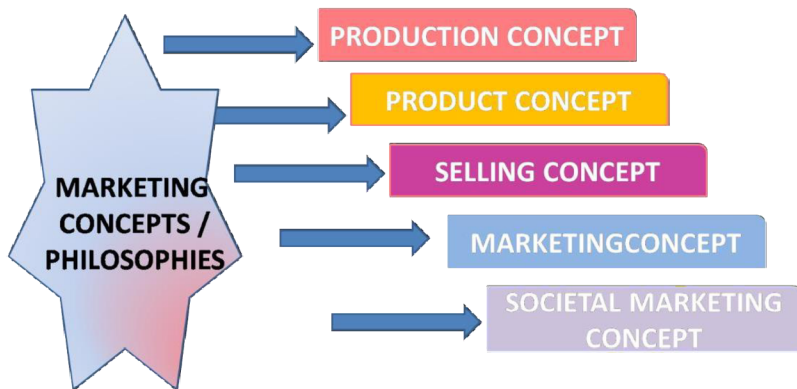 MARKETING
CONCEPTS /
PHILOSOPHIES
PRODUCTION CONCEPT
PRODUCT CONCEPT
SELLING CONCEPT
MARKETINGCONCEPT
SOCIETAL MARKETING
CONCEPT